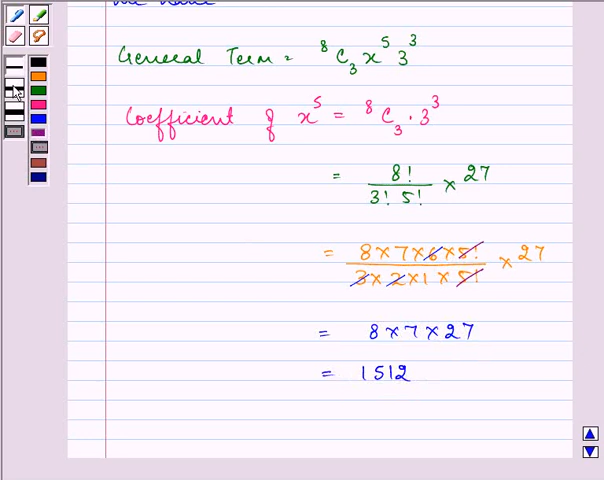 General Term = ⁸C₃ x⁵ 3³
Coefficient of x⁵ = ⁸C₃ · 3³
= 8! / 3! 5! × 27
= 8×7×6×5! / 3×2×1×5! × 27
= 8×7×27
= 1512